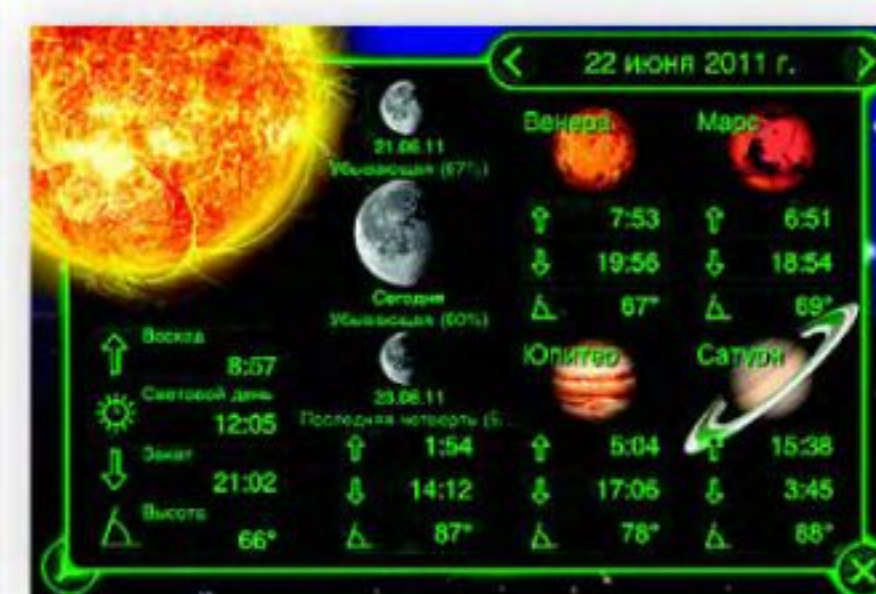 22 июня 2011 г.
21.06.11
Убывающая (67%)
Сегодня
Убывающая (60%)
23.06.11
Последняя четверть (5...
1:54
14:12
87°
Восход
8:57
Световой день
12:05
Закат
21:02
Высота
66°
Венера
7:53
19:56
67°
Марс
6:51
18:54
69°
Юпитер
5:04
17:06
78°
Сатурн
15:38
3:45
88°